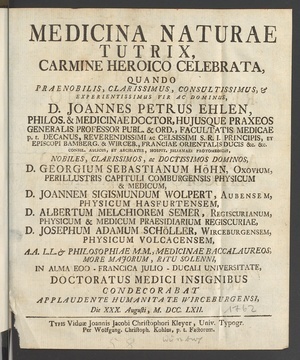 MEDICINA NATURAE
TUTRIX,
CARMINE HEROICO CELEBRATA,
QUANDO
PRAENOBILIS, CLARISSIMUS, CONSULTISSIMUS, &
EXPERIENTISSIMUS VIR AC DOMINUS,
D. JOANNES PETRUS EHLEN,
PHILOS. & MEDICINAE DOCTOR, HUJUSQUE PRAXEOS
GENERALIS PROFESSOR PUBL. & ORD., FACULTATIS MEDICAE
p. t. DECANUS, REVERENDISSIMI ac CELSISSIMI S. R. I. PRINCIPIS, ET
EPISCOPI BAMBERG. & WIRCEB., FRANCIAE ORIENTALIS DUCIS &c. &c.
NOBILES, CLARISSIMOS, & DOCTISSIMOS DOMINOS,
D. GEORGIUM SEBASTIANUM HÖHN, OXOVIUM,
PERILLUSTRIS CAPITULI COMBURGENSIS PHYSICUM
& MEDICUM,
D. JOANNEM SIGISMUNDUM WOLPERT, AUBENSEM,
PHYSICUM HASFURTENSEM,
D. ALBERTUM MELCHIOREM SEMER, REGISCURIANUM,
PHYSICUM & MEDICUM PRAESIDIARIUM REGISCURIAE,
D. JOSEPHUM ADAMUM SCHÖLLER, WIRCEBURGENSEM,
PHYSICUM VOLCACENSEM,
AA. LL. & PHILOSOPHIAE MM., MEDICINAE BACCALAUREOS,
MORE MAJORUM, RITU SOLENNI,
IN ALMA EOO-FRANCICA JULIO-DUCALI UNIVERSITATE,
DOCTORATUS MEDICI INSIGNIBUS
CONDECORABAT
APPLAUDENTE HUMANITATE WIRCEBURGENSI,
Die XXX. Augusti, M. DCC. LXII.
1762
TYPIS Viduae Joannis Jacobi Christophori Kleyer, Univ. Typogr.
Per Wolffgang. Christoph. Kohles, p. t. Factorem.